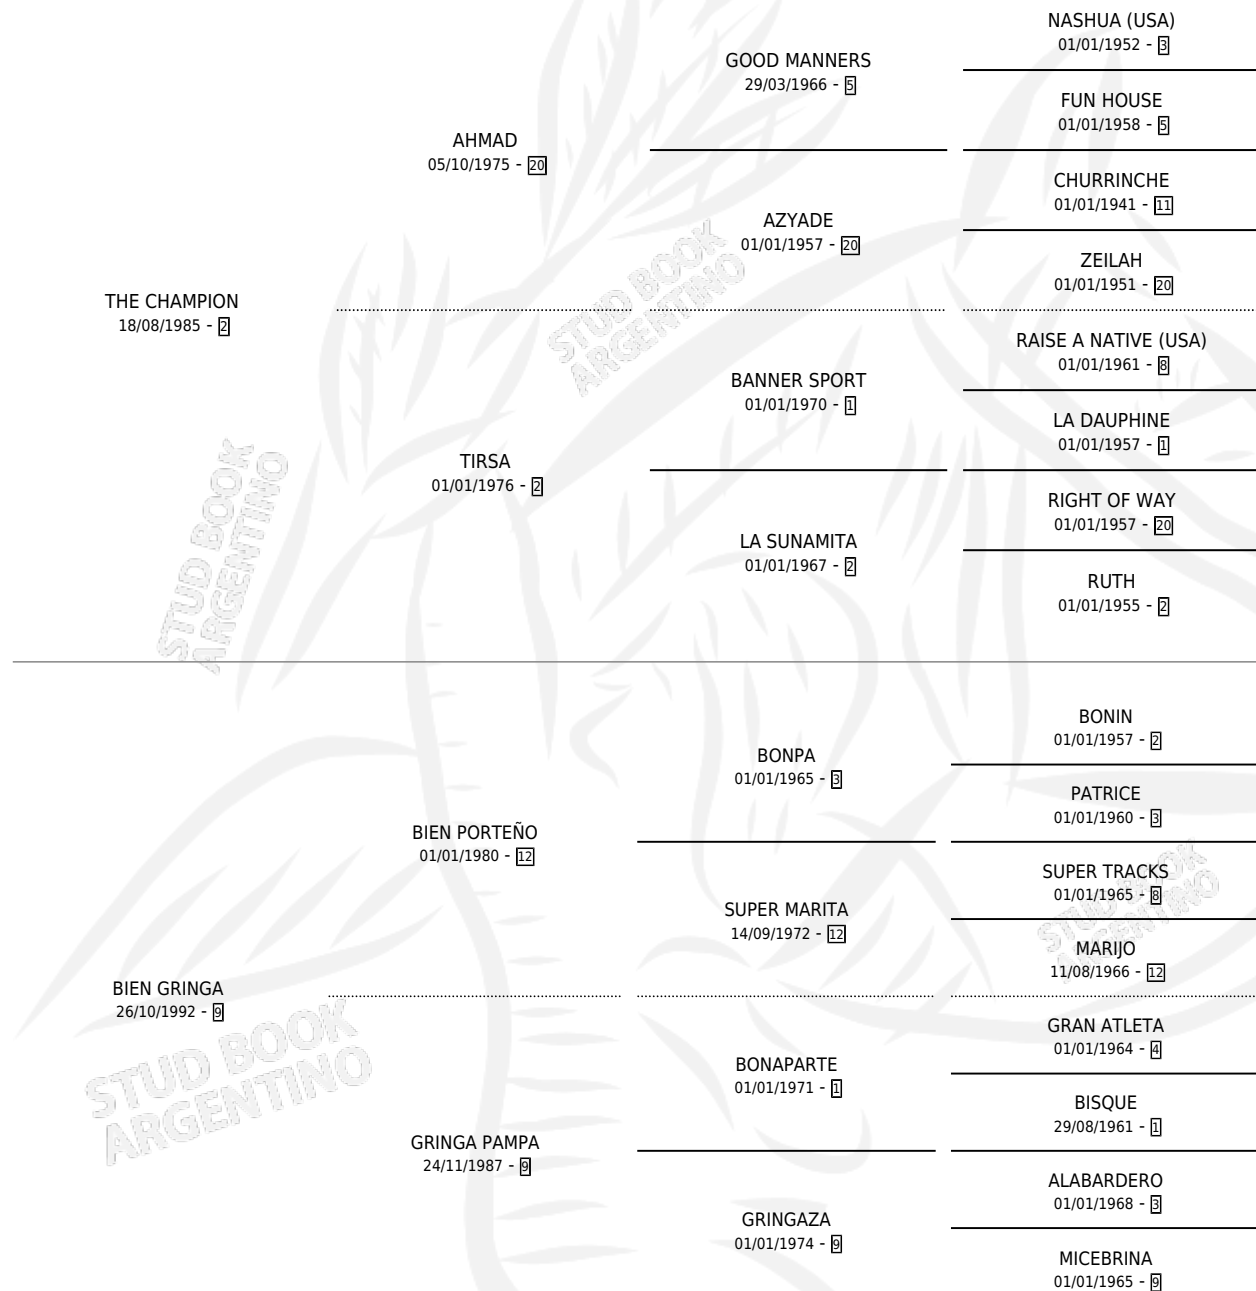 NASHUA (USA)
01/01/1952 - 3
GOOD MANNERS
29/03/1966 - 5
FUN HOUSE
01/01/1958 - 5
AHMAD
05/10/1975 - 20
CHURRINCHE
01/01/1941 - 11
AZYADE
01/01/1957 - 20
ZEILAH
01/01/1951 - 20
THE CHAMPION
18/08/1985 - 2
STUD BOOK
ARGENTINO
RAISE A NATIVE (USA)
01/01/1961 - 8
BANNER SPORT
01/01/1970 - 1
LA DAUPHINE
01/01/1957 - 1
TIRSA
01/01/1976 - 2
RIGHT OF WAY
01/01/1957 - 20
LA SUNAMITA
01/01/1967 - 2
RUTH
01/01/1955 - 2
STUD BOOK
ARGENTINO
BONIN
01/01/1957 - 2
BONPA
01/01/1965 - 3
PATRICE
01/01/1960 - 3
BIEN PORTEÑO
01/01/1980 - 12
SUPER TRACKS
01/01/1965 - 8
SUPER MARITA
14/09/1972 - 12
MARIJO
11/08/1966 - 12
STUD BOOK
ARGENTINO
BIEN GRINGA
26/10/1992 - 9
GRAN ATLETA
01/01/1964 - 4
BONAPARTE
01/01/1971 - 1
BISQUE
29/08/1961 - 1
STUD BOOK
ARGENTINO
GRINGA PAMPA
24/11/1987 - 9
ALABARDERO
01/01/1968 - 3
GRINGAZA
01/01/1974 - 9
MICEBRINA
01/01/1965 - 9